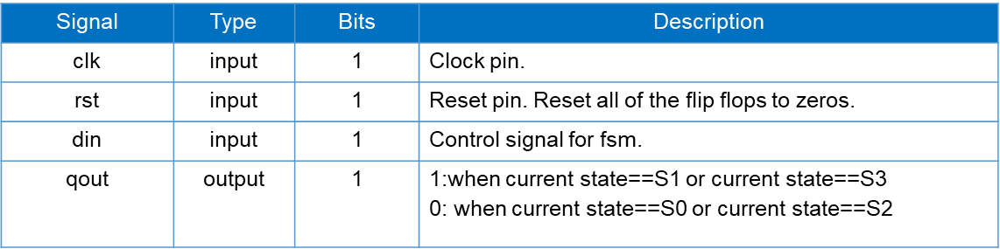 Signal Type Bits Description
clk input 1 Clock pin.
rst input 1 Reset pin. Reset all of the flip flops to zeros.
din input 1 Control signal for fsm.
qout output 1 1:when current state==S1 or current state==S3
0: when current state==S0 or current state==S2